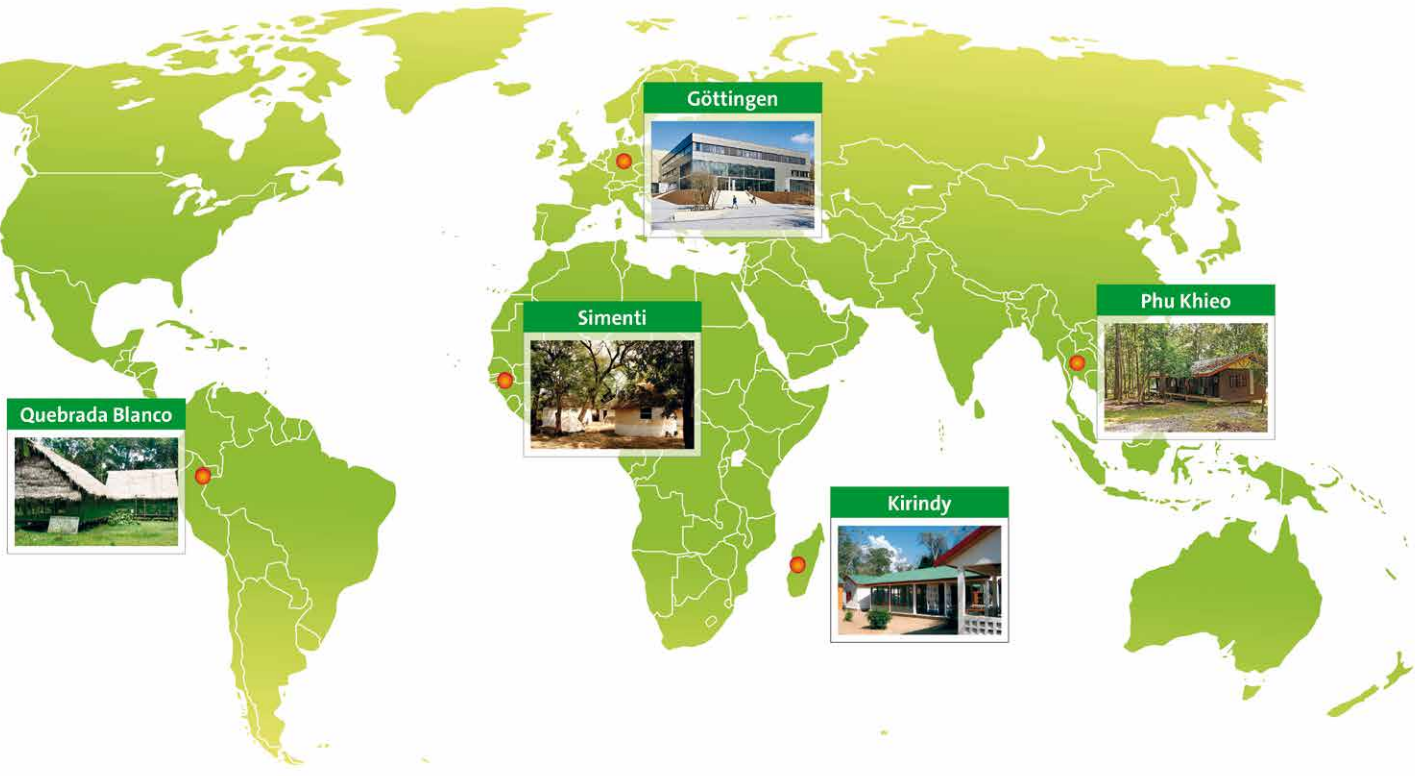 Göttingen
Simenti
Phu Khieo
Quebrada Blanco
Kirindy